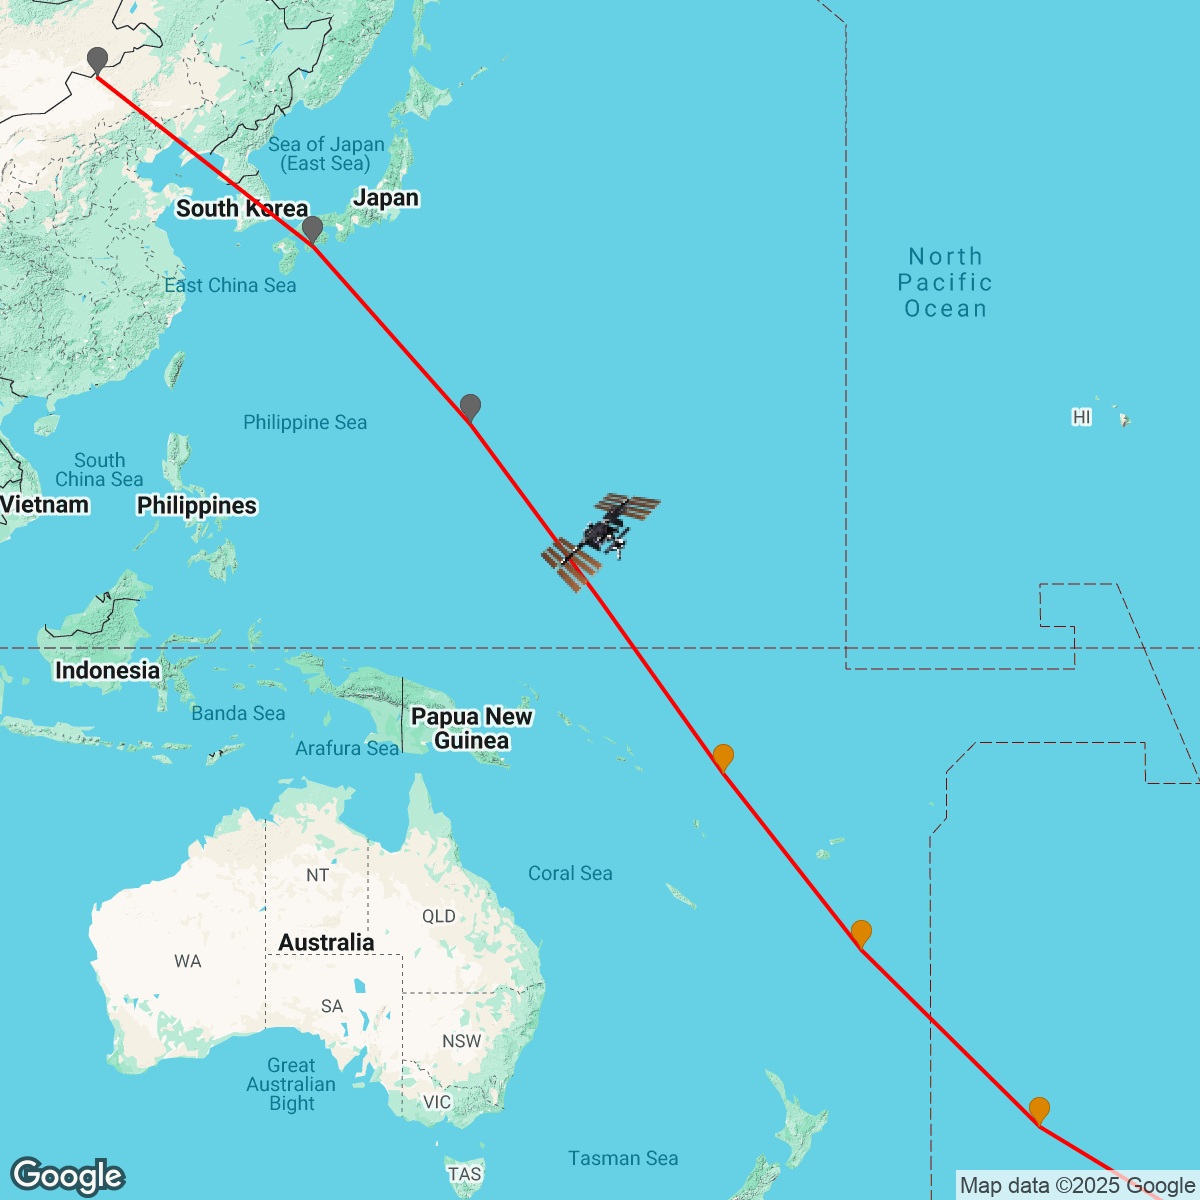 Sea of Japan
(East Sea)
Japan
South Korea
North
Pacific
Ocean
East China Sea
HI
Philippine Sea
South
China Sea
Vietnam
Philippines
Indonesia
Banda Sea
Papua New
Guinea
Arafura Sea
Coral Sea
NT
QLD
Australia
WA
SA
NSW
Great
Australian
Bight
VIC
Tasman Sea
TAS
Google
Map data ©2025 Google